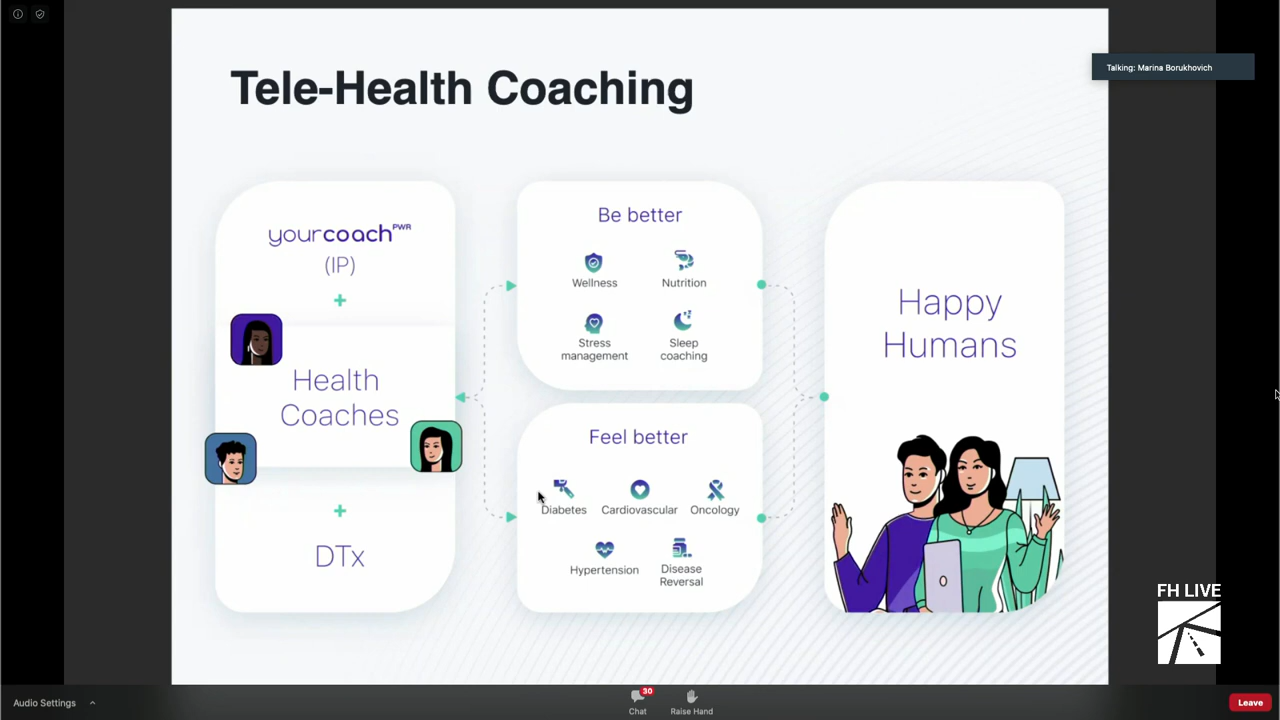 Talking: Marina Borukhovich
Tele-Health Coaching
yourcoachPWR
(IP)
+
Health
Coaches
+
DTx
Be better
Wellness
Nutrition
Stress
management
Sleep
coaching
Feel better
Diabetes
Cardiovascular
Oncology
Hypertension
Disease
Reversal
Happy
Humans
FH LIVE
Audio Settings
30
Chat
Raise Hand
Leave